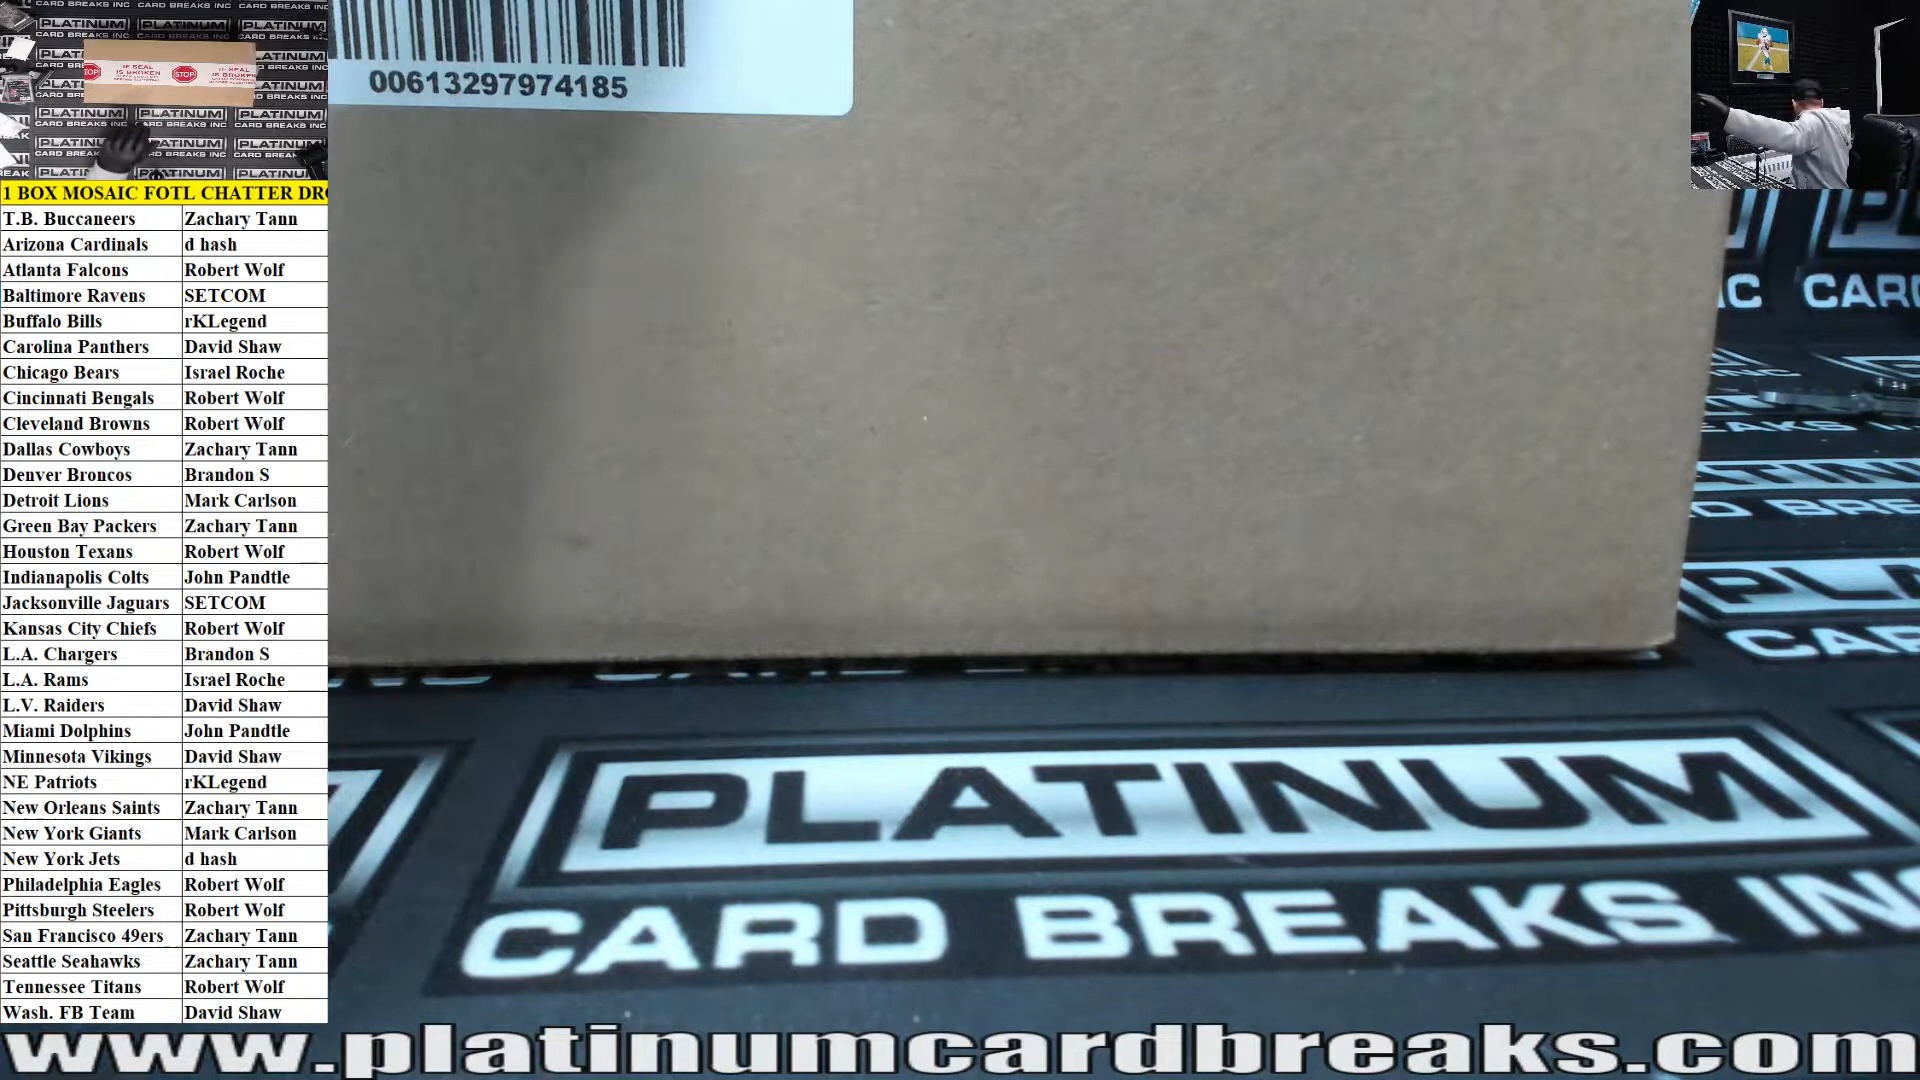 00613297974185
1 BOX MOSAIC FOTL CHATTER DR
T.B. Buccaneers Zachary Tann
Arizona Cardinals d hash
Atlanta Falcons Robert Wolf
Baltimore Ravens SETCOM
Buffalo Bills rKLegend
Carolina Panthers David Shaw
Chicago Bears Israel Roche
Cincinnati Bengals Robert Wolf
Cleveland Browns Robert Wolf
Dallas Cowboys Zachary Tann
Denver Broncos Brandon S
Detroit Lions Mark Carlson
Green Bay Packers Zachary Tann
Houston Texans Robert Wolf
Indianapolis Colts John Pandtle
Jacksonville Jaguars SETCOM
Kansas City Chiefs Robert Wolf
L.A. Chargers Brandon S
L.A. Rams Israel Roche
L.V. Raiders David Shaw
Miami Dolphins John Pandtle
Minnesota Vikings David Shaw
NE Patriots rKLegend
New Orleans Saints Zachary Tann
New York Giants Mark Carlson
New York Jets d hash
Philadelphia Eagles Robert Wolf
Pittsburgh Steelers Robert Wolf
San Francisco 49ers Zachary Tann
Seattle Seahawks Zachary Tann
Tennessee Titans Robert Wolf
Wash. FB Team David Shaw
PLATINUM
CARD BREAKS INC
www.platinumcardbreaks.com